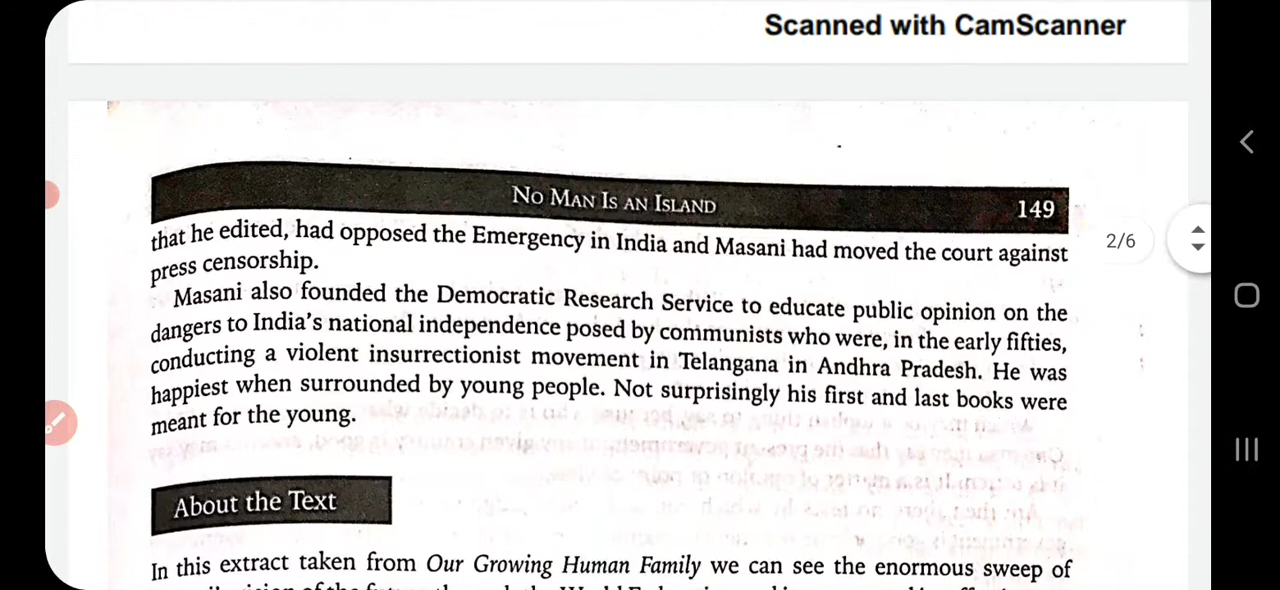 Scanned with CamScanner
No Man Is an Island 149
2/6
that he edited, had opposed the Emergency in India and Masani had moved the court against
press censorship.
Masani also founded the Democratic Research Service to educate public opinion on the
dangers to India's national independence posed by communists who were, in the early fifties,
conducting a violent insurrectionist movement in Telangana in Andhra Pradesh. He was
happiest when surrounded by young people. Not surprisingly his first and last books were
meant for the young.
About the Text
In this extract taken from Our Growing Human Family we can see the enormous sweep of